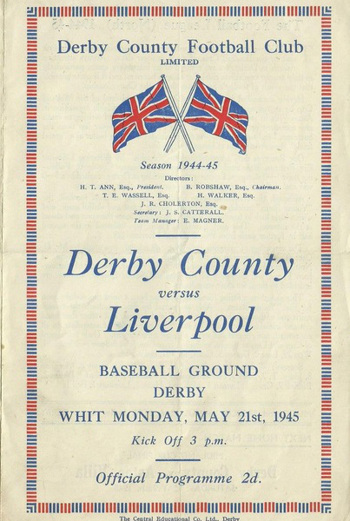 Derby County Football Club
LIMITED
Season 1944-45
Directors:
H. T. ANN, Esq., President. B. ROBSHAW, Esq., Chairman.
T. E. WASSELL, Esq. H. WALKER, Esq.
J. R. CHOLERTON, Esq.
Secretary: J. S. CATTERALL.
Team Manager: E. MAGNER.
Derby County
versus
Liverpool
BASEBALL GROUND
DERBY
WHIT MONDAY, MAY 21st, 1945
Kick Off 3 p.m.
Official Programme 2d.
The Central Educational Co. Ltd., Derby